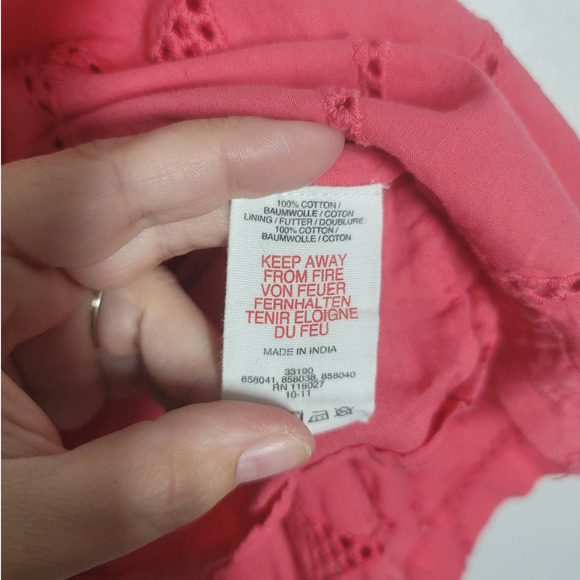 100% COTTON /
BAUMWOLLE / COTON
LINING / FUTTER / DOUBLURE
100% COTTON /
BAUMWOLLE / COTON
KEEP AWAY
FROM FIRE
VON FEUER
FERNHALTEN
TENIR ELOIGNE
DU FEU
MADE IN INDIA
33190
858041, 858038, 858040
RN 118027
10-11